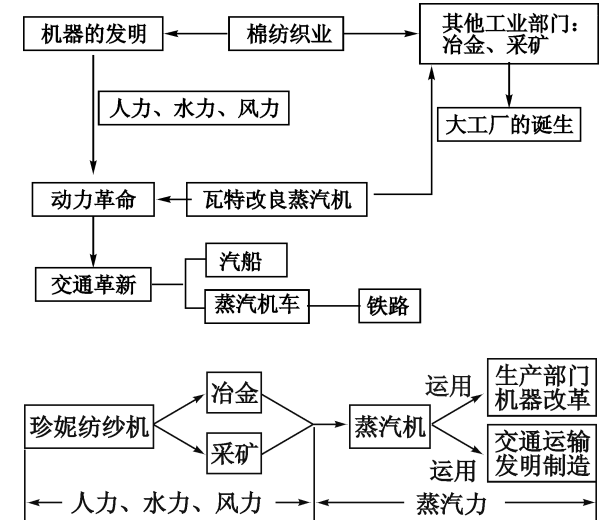 机器的发明
棉纺织业
其他工业部门：
冶金、采矿
人力、水力、风力
大工厂的诞生
动力革命
瓦特改良蒸汽机
交通革新
汽船
蒸汽机车
铁路
珍妮纺纱机
冶金
采矿
蒸汽机
运用
运用
生产部门
机器改革
交通运输
发明制造
人力、水力、风力
蒸汽力